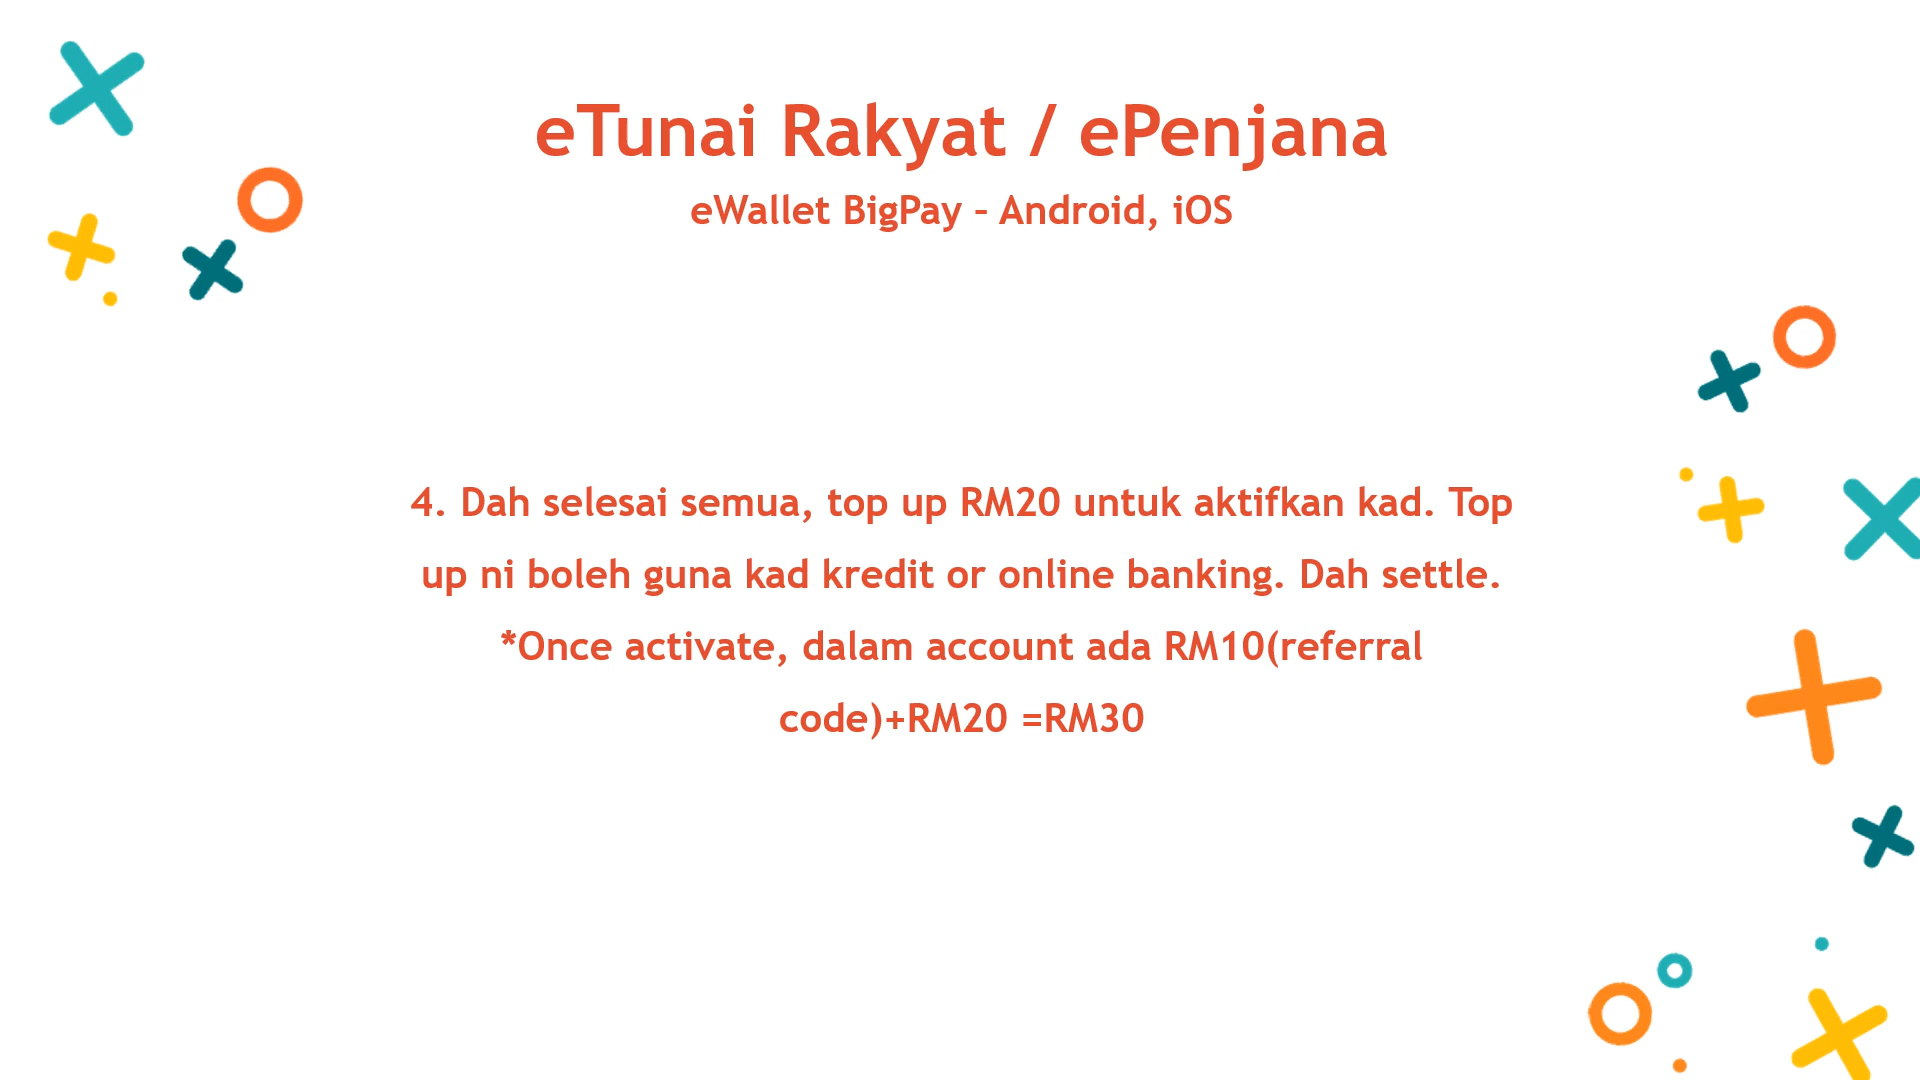 eTunai Rakyat / ePenjana
eWallet BigPay – Android, iOS
4. Dah selesai semua, top up RM20 untuk aktifkan kad. Top
up ni boleh guna kad kredit or online banking. Dah settle.
*Once activate, dalam account ada RM10(referral
code)+RM20 =RM30